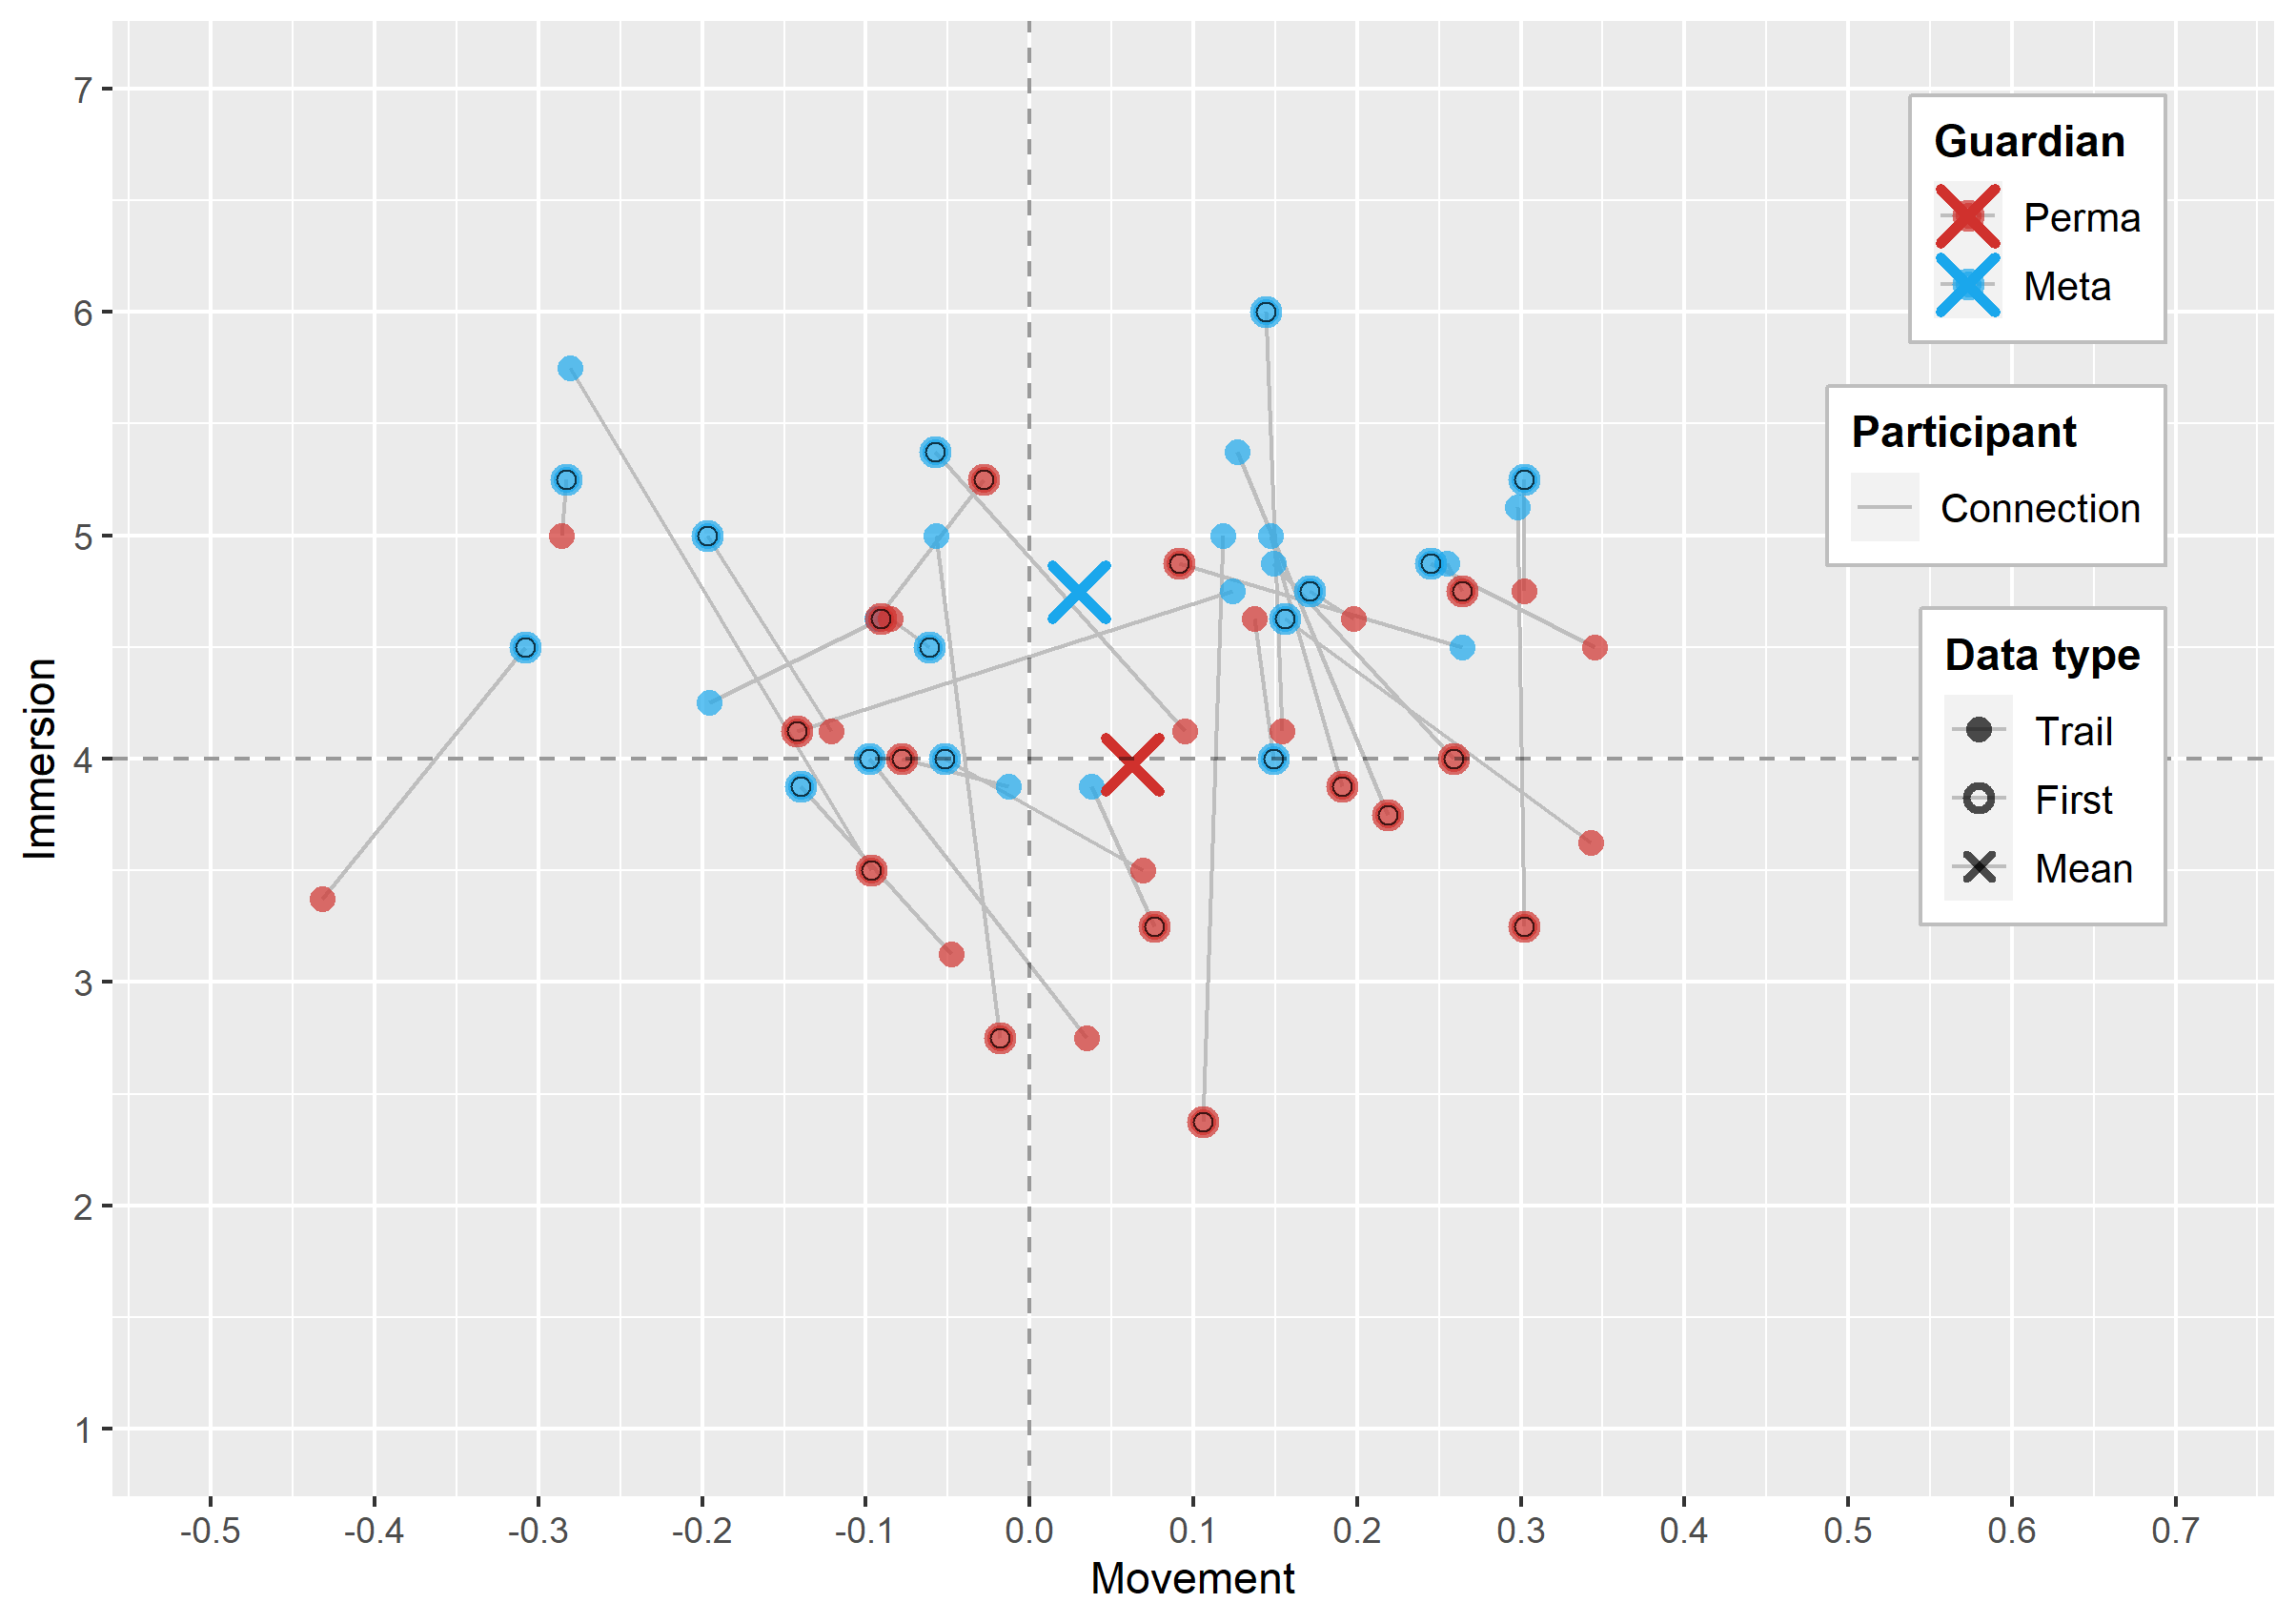 Guardian
Perma
Meta
Participant
Connection
Data type
Trail
First
Mean
Immersion
7
6
5
4
3
2
1
-0.5 -0.4 -0.3 -0.2 -0.1 0.0 0.1 0.2 0.3 0.4 0.5 0.6 0.7
Movement